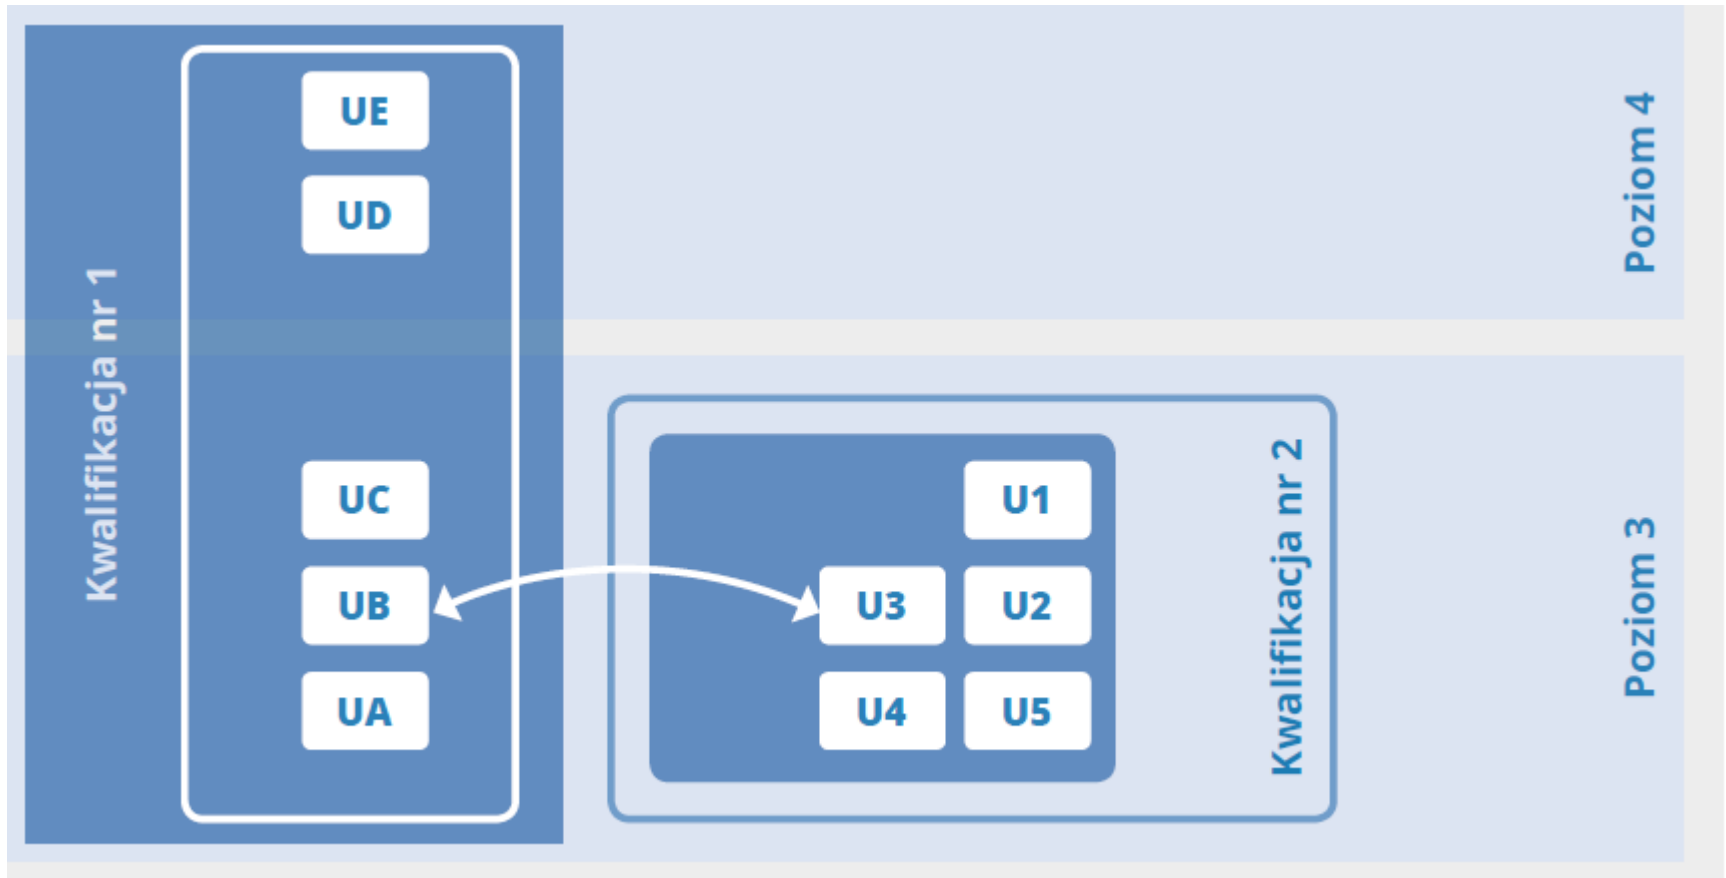 Kwalifikacja nr 1
UE
UD
UC
UB
UA
Poziom 4
U1
U3 U2
U4 U5
Kwalifikacja nr 2
Poziom 3